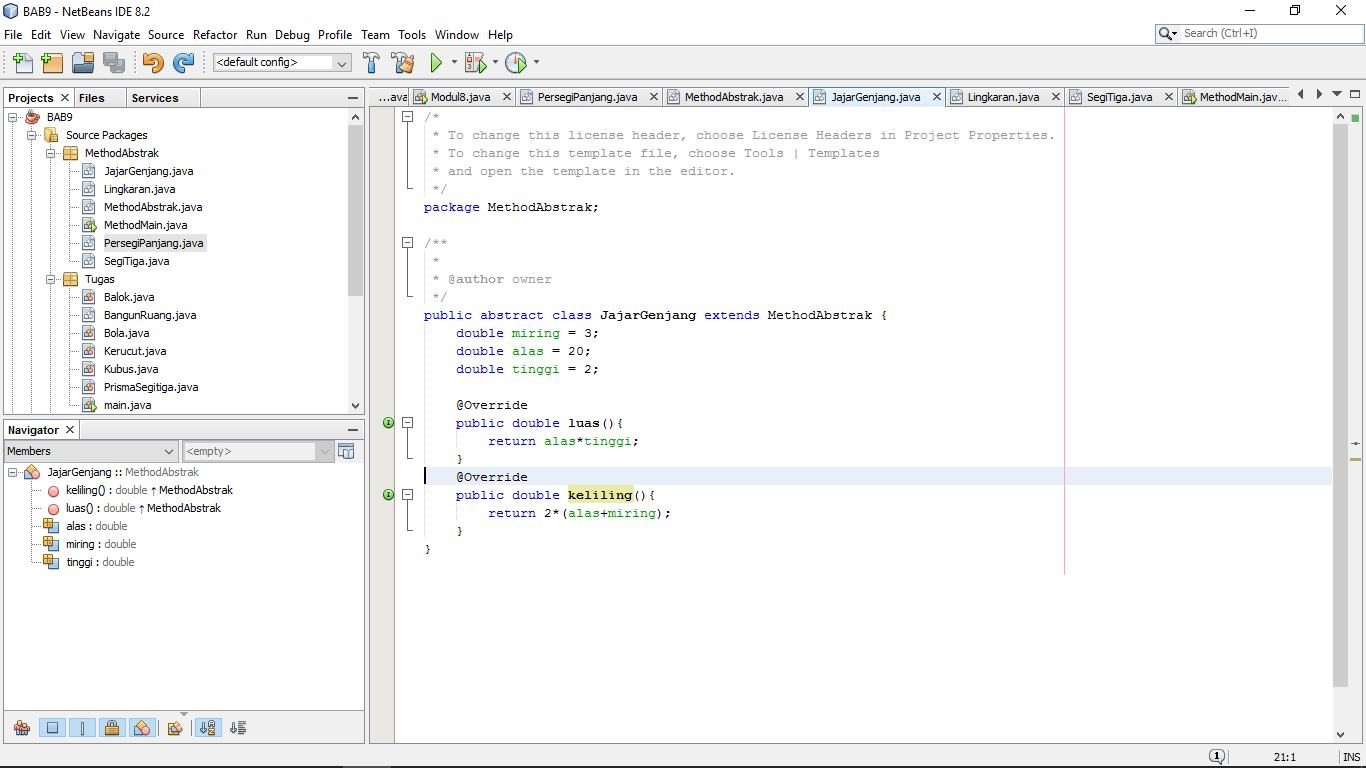 BAB9 - NetBeans IDE 8.2
File Edit View Navigate Source Refactor Run Debug Profile Team Tools Window Help
Search (Ctrl+I)
<default config>
Projects Files Services
BAB9
Source Packages
MethodAbstrak
JajarGenjang.java
Lingkaran.java
MethodAbstrak.java
MethodMain.java
PersegiPanjang.java
SegiTiga.java
Tugas
Balok.java
BangunRuang.java
Bola.java
Kerucut.java
Kubus.java
PrismaSegitiga.java
main.java
Navigator
Members <empty>
JajarGenjang :: MethodAbstrak
keliling() : double ↑ MethodAbstrak
luas() : double ↑ MethodAbstrak
alas : double
miring : double
tinggi : double
...ava Modul8.java PersegiPanjang.java MethodAbstrak.java JajarGenjang.java Lingkaran.java SegiTiga.java MethodMain.jav...
/*
 * To change this license header, choose License Headers in Project Properties.
 * To change this template file, choose Tools | Templates
 * and open the template in the editor.
 */
package MethodAbstrak;
/**
 *
 * @author owner
 */
public abstract class JajarGenjang extends MethodAbstrak {
    double miring = 3;
    double alas = 20;
    double tinggi = 2;
    @Override
    public double luas(){
        return alas*tinggi;
    }
    @Override
    public double keliling(){
        return 2*(alas+miring);
    }
}
1
21:1 INS